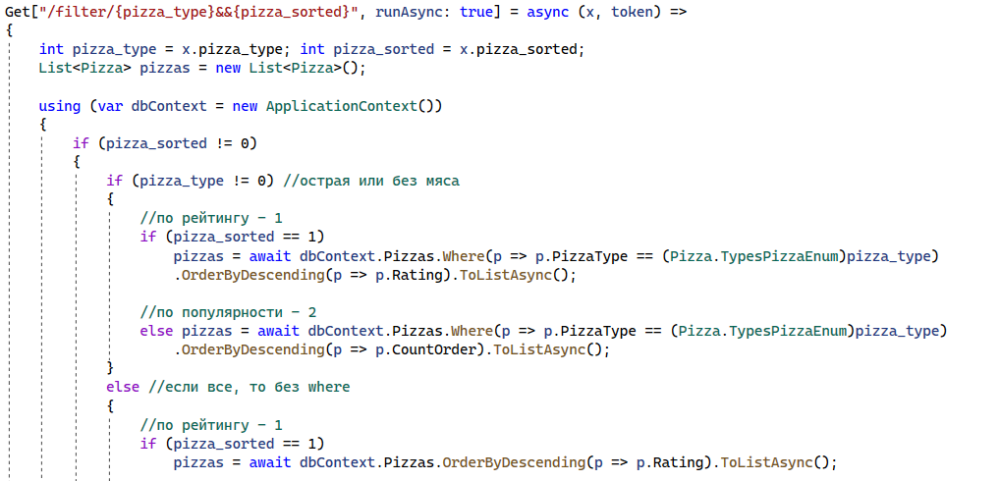 Get["/filter/{pizza_type}&&{pizza_sorted}", runAsync: true] = async (x, token) =>
{
    int pizza_type = x.pizza_type; int pizza_sorted = x.pizza_sorted;
    List<Pizza> pizzas = new List<Pizza>();
    using (var dbContext = new ApplicationContext())
    {
        if (pizza_sorted != 0)
        {
            if (pizza_type != 0) //острая или без мяса
            {
                //по рейтингу - 1
                if (pizza_sorted == 1)
                    pizzas = await dbContext.Pizzas.Where(p => p.PizzaType == (Pizza.TypesPizzaEnum)pizza_type)
                    .OrderByDescending(p => p.Rating).ToListAsync();
                //по популярности - 2
                else pizzas = await dbContext.Pizzas.Where(p => p.PizzaType == (Pizza.TypesPizzaEnum)pizza_type)
                    .OrderByDescending(p => p.CountOrder).ToListAsync();
            }
            else //если все, то без where
            {
                //по рейтингу - 1
                if (pizza_sorted == 1)
                    pizzas = await dbContext.Pizzas.OrderByDescending(p => p.Rating).ToListAsync();